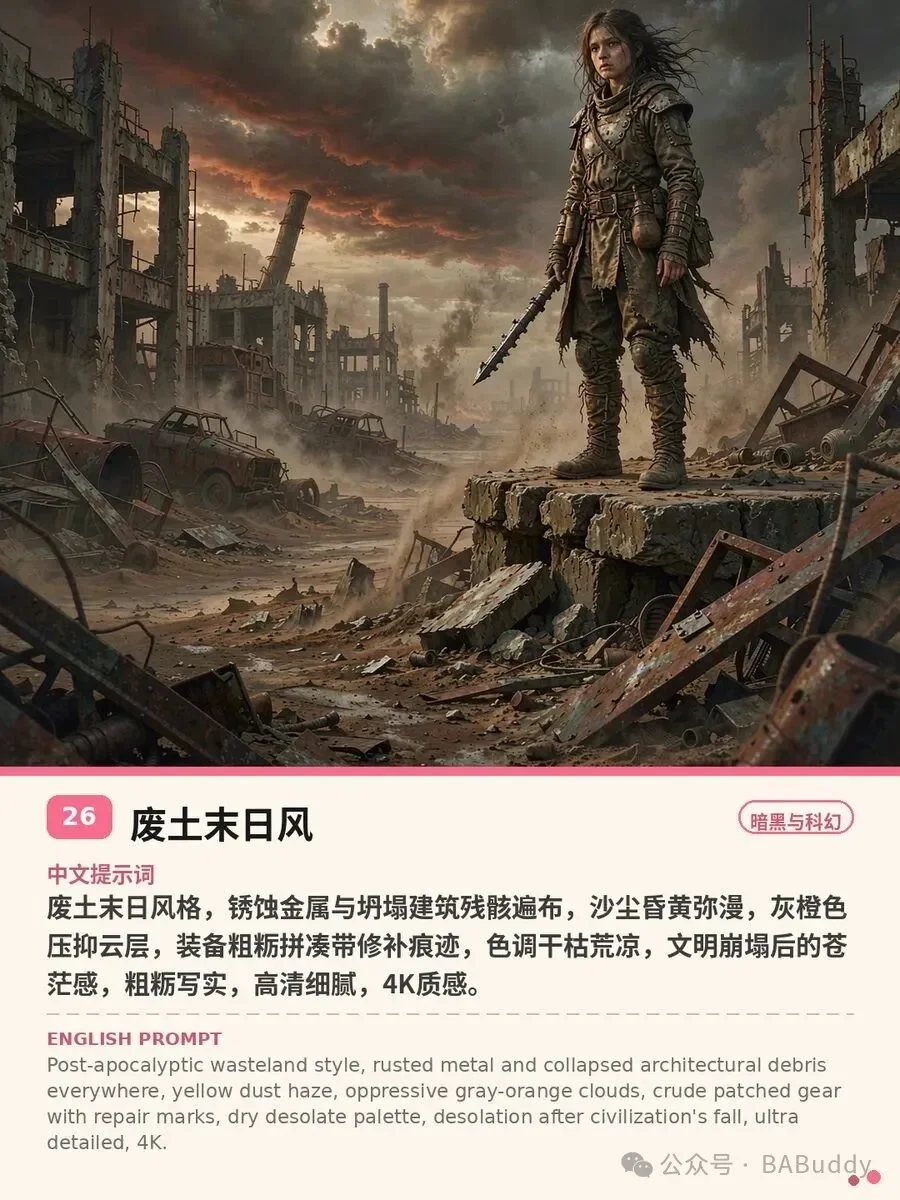 26
废土末日风
暗黑与科幻
中文提示词
废土末日风格，锈蚀金属与坍塌建筑残骸遍布，沙尘昏黄弥漫，灰橙色
压抑云层，装备粗粝拼凑带修补痕迹，色调干枯荒凉，文明崩塌后的苍
茫感，粗粝写实，高清细腻，4K质感。
ENGLISH PROMPT
Post-apocalyptic wasteland style, rusted metal and collapsed architectural debris
everywhere, yellow dust haze, oppressive gray-orange clouds, crude patched gear
with repair marks, dry desolate palette, desolation after civilization's fall, ultra
detailed, 4K.
公众号 · BABuddy